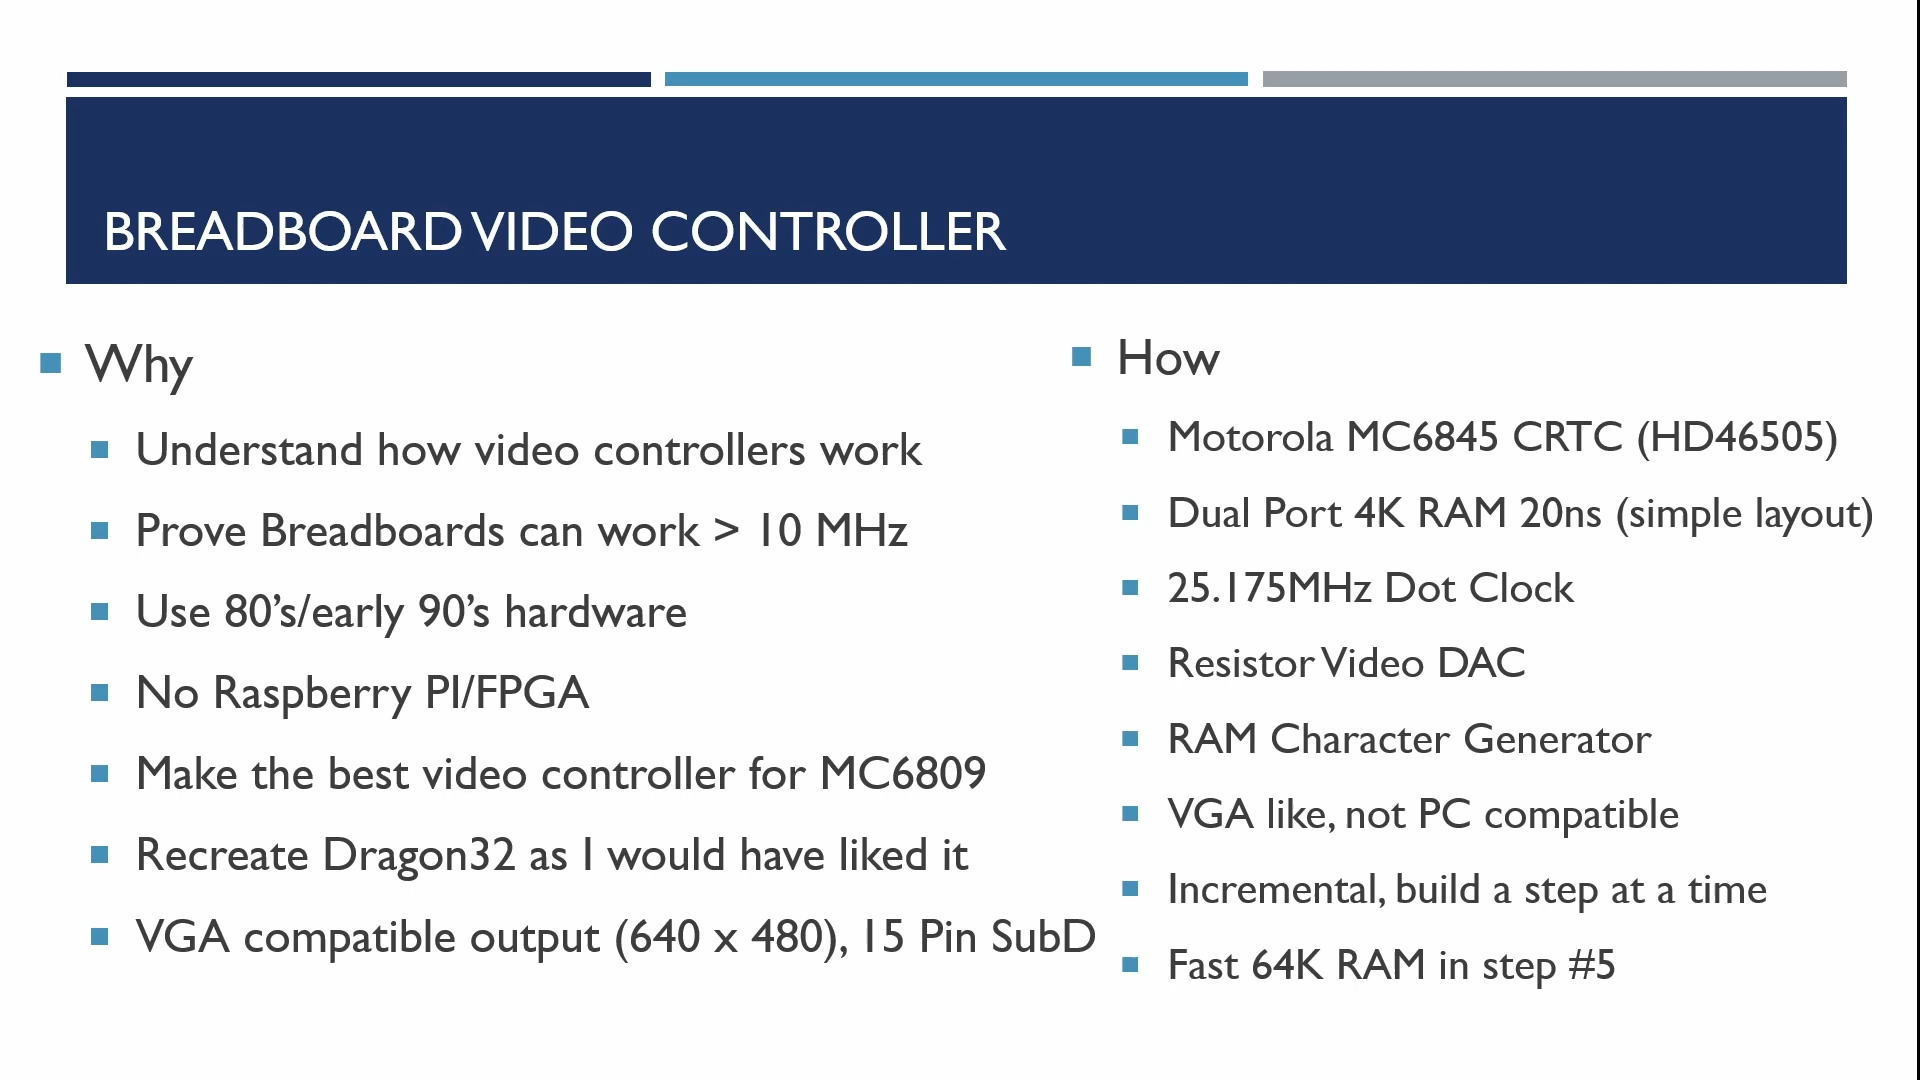 BREADBOARD VIDEO CONTROLLER
Why
Understand how video controllers work
Prove Breadboards can work > 10 MHz
Use 80’s/early 90’s hardware
No Raspberry PI/FPGA
Make the best video controller for MC6809
Recreate Dragon32 as I would have liked it
VGA compatible output (640 x 480), 15 Pin SubD
How
Motorola MC6845 CRTC (HD46505)
Dual Port 4K RAM 20ns (simple layout)
25.175MHz Dot Clock
Resistor Video DAC
RAM Character Generator
VGA like, not PC compatible
Incremental, build a step at a time
Fast 64K RAM in step #5